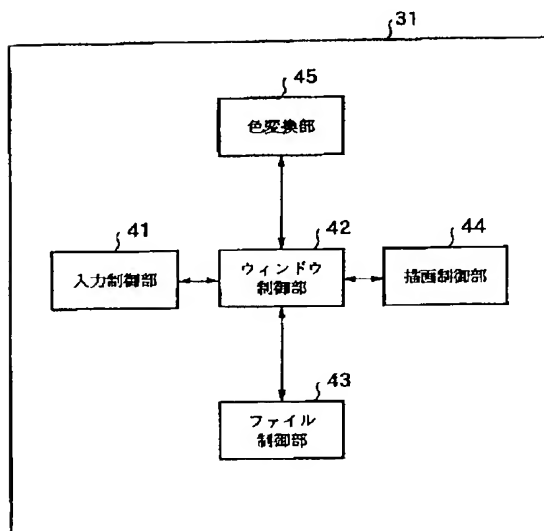 31
45
色変換部
41
入力制御部
42
ウィンドウ
制御部
44
描画制御部
43
ファイル
制御部